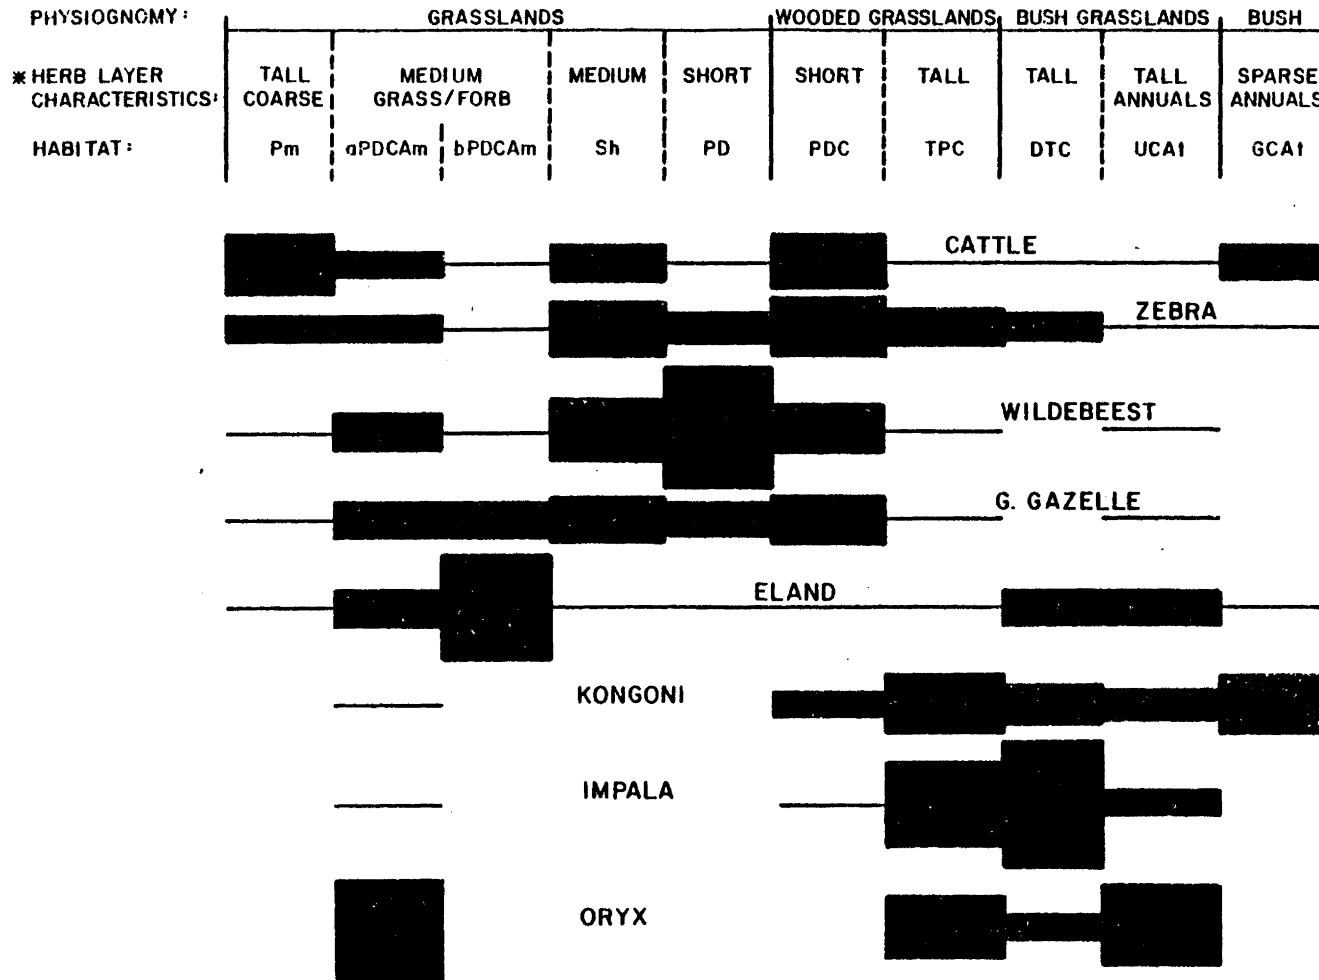 PHYSIOGNOMY: GRASSLANDS WOODED GRASSLANDS BUSH GRASSLANDS BUSH
*HERB LAYER TALL MEDIUM MEDIUM SHORT SHORT TALL TALL TALL SPARSE
CHARACTERISTICS: COARSE GRASS/FORB ANNUALS ANNUALS
HABITAT: Pm aPDCAm bPDCAm Sh PD PDC TPC DTC UCAt GCAt
CATTLE
ZEBRA
WILDEBEEST
G. GAZELLE
ELAND
KONGONI
IMPALA
ORYX